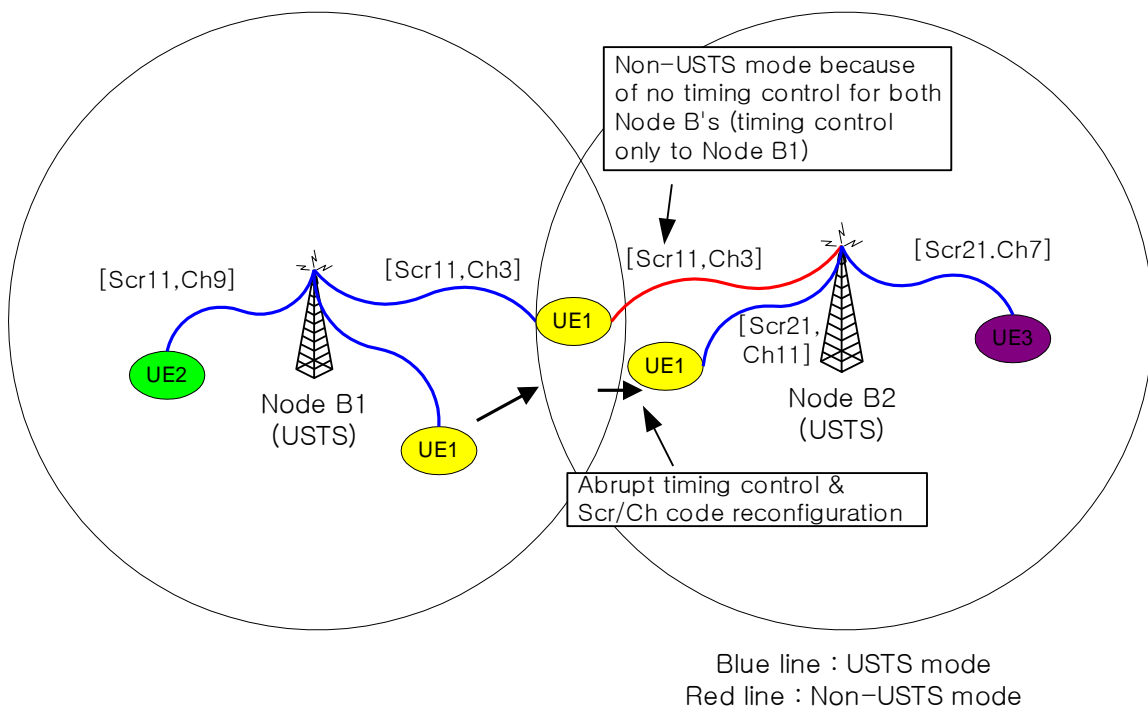 Non-USTS mode because
of no timing control for both
Node B's (timing control
only to Node B1)
[Scr11,Ch9]
[Scr11,Ch3]
[Scr11,Ch3]
[Scr21.Ch7]
UE1
[Scr21,
Ch11]
UE2
UE1
UE3
Node B1
(USTS)
UE1
Node B2
(USTS)
Abrupt timing control &
Scr/Ch code reconfiguration
Blue line : USTS mode
Red line : Non-USTS mode